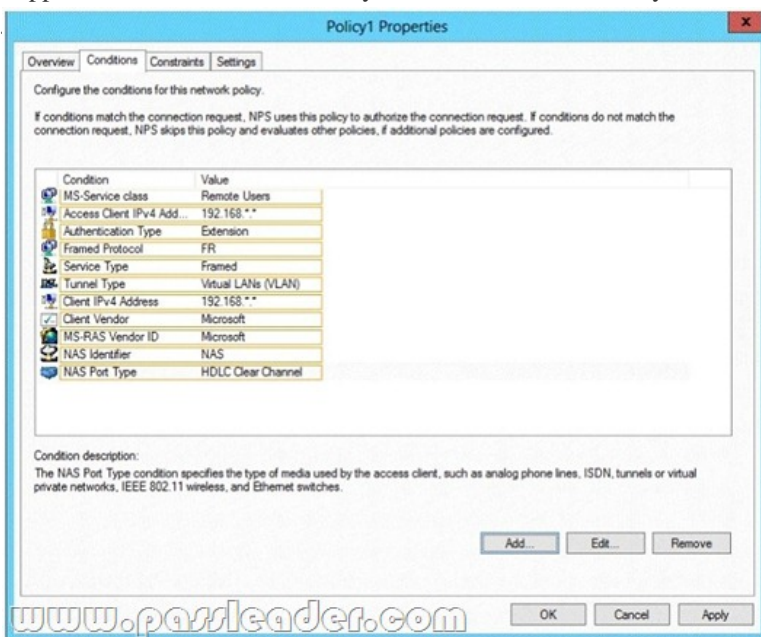 Policy1 Properties
x
Overview Conditions Constraints Settings
Configure the conditions for this network policy.
If conditions match the connection request, NPS uses this policy to authorize the connection request. If conditions do not match the
connection request, NPS skips this policy and evaluates other policies, if additional policies are configured.
Condition Value
MS-Service class Remote Users
Access Client IPv4 Add... 192.168.*.*
Authentication Type Extension
Framed Protocol FR
Service Type Framed
Tunnel Type Virtual LANs (VLAN)
Client IPv4 Address 192.168.*.*
Client Vendor Microsoft
MS-RAS Vendor ID Microsoft
NAS Identifier NAS
NAS Port Type HDLC Clear Channel
Condition description:
The NAS Port Type condition specifies the type of media used by the access client, such as analog phone lines, ISDN, tunnels or virtual
private networks, IEEE 802.11 wireless, and Ethernet switches.
Add... Edit... Remove
OK Cancel Apply
www.passleader.com